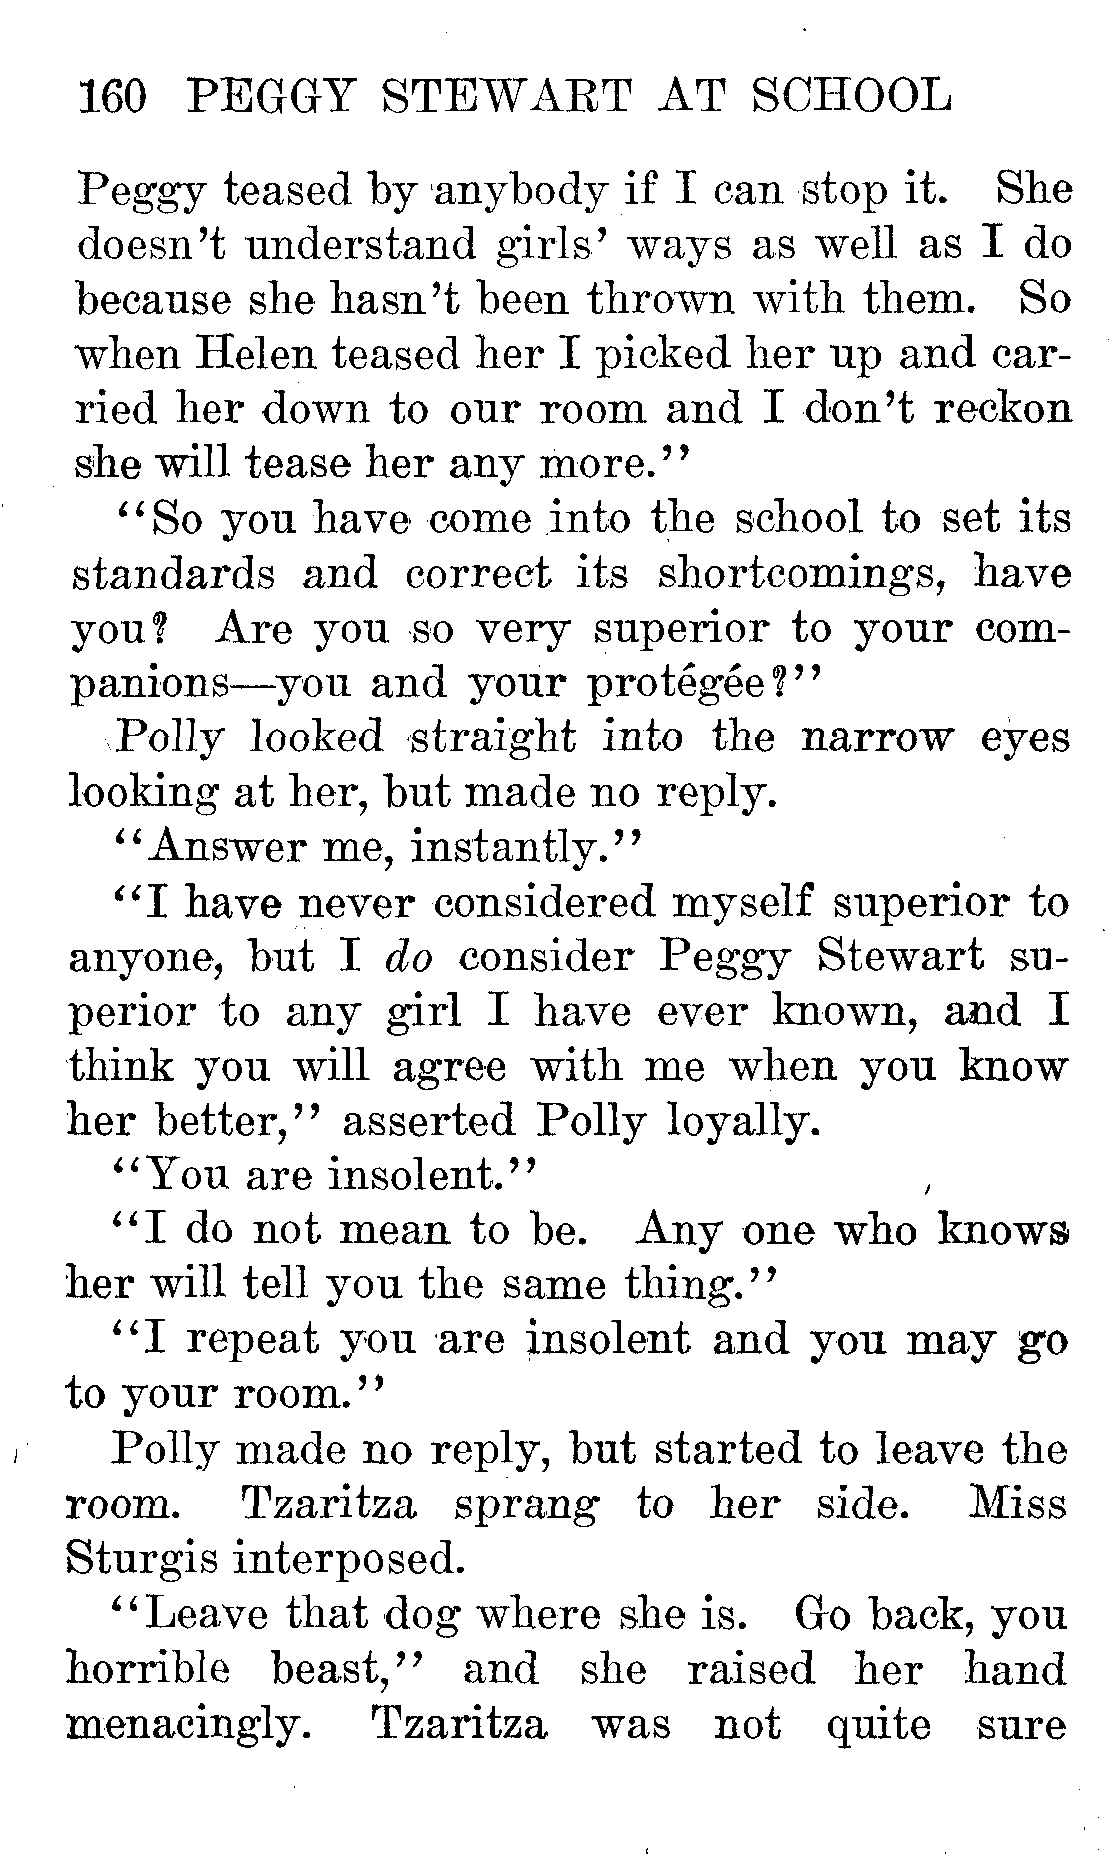 160 PEGGY STEWART AT SCHOOL
Peggy teased by anybody if I can stop it. She
doesn't understand girls' ways as well as I do
because she hasn't been thrown with them. So
when Helen teased her I picked her up and car-
ried her down to our room and I don't reckon
she will tease her any more."
"So you have come into the school to set its
standards and correct its shortcomings, have
you? Are you so very superior to your com-
panions—you and your protégée?"
Polly looked straight into the narrow eyes
looking at her, but made no reply.
"Answer me, instantly."
"I have never considered myself superior to
anyone, but I do consider Peggy Stewart su-
perior to any girl I have ever known, and I
think you will agree with me when you know
her better," asserted Polly loyally.
"You are insolent."
"I do not mean to be. Any one who knows
her will tell you the same thing."
"I repeat you are insolent and you may go
to your room."
Polly made no reply, but started to leave the
room. Tzaritza sprang to her side. Miss
Sturgis interposed.
"Leave that dog where she is. Go back, you
horrible beast," and she raised her hand
menacingly. Tzaritza was not quite sure